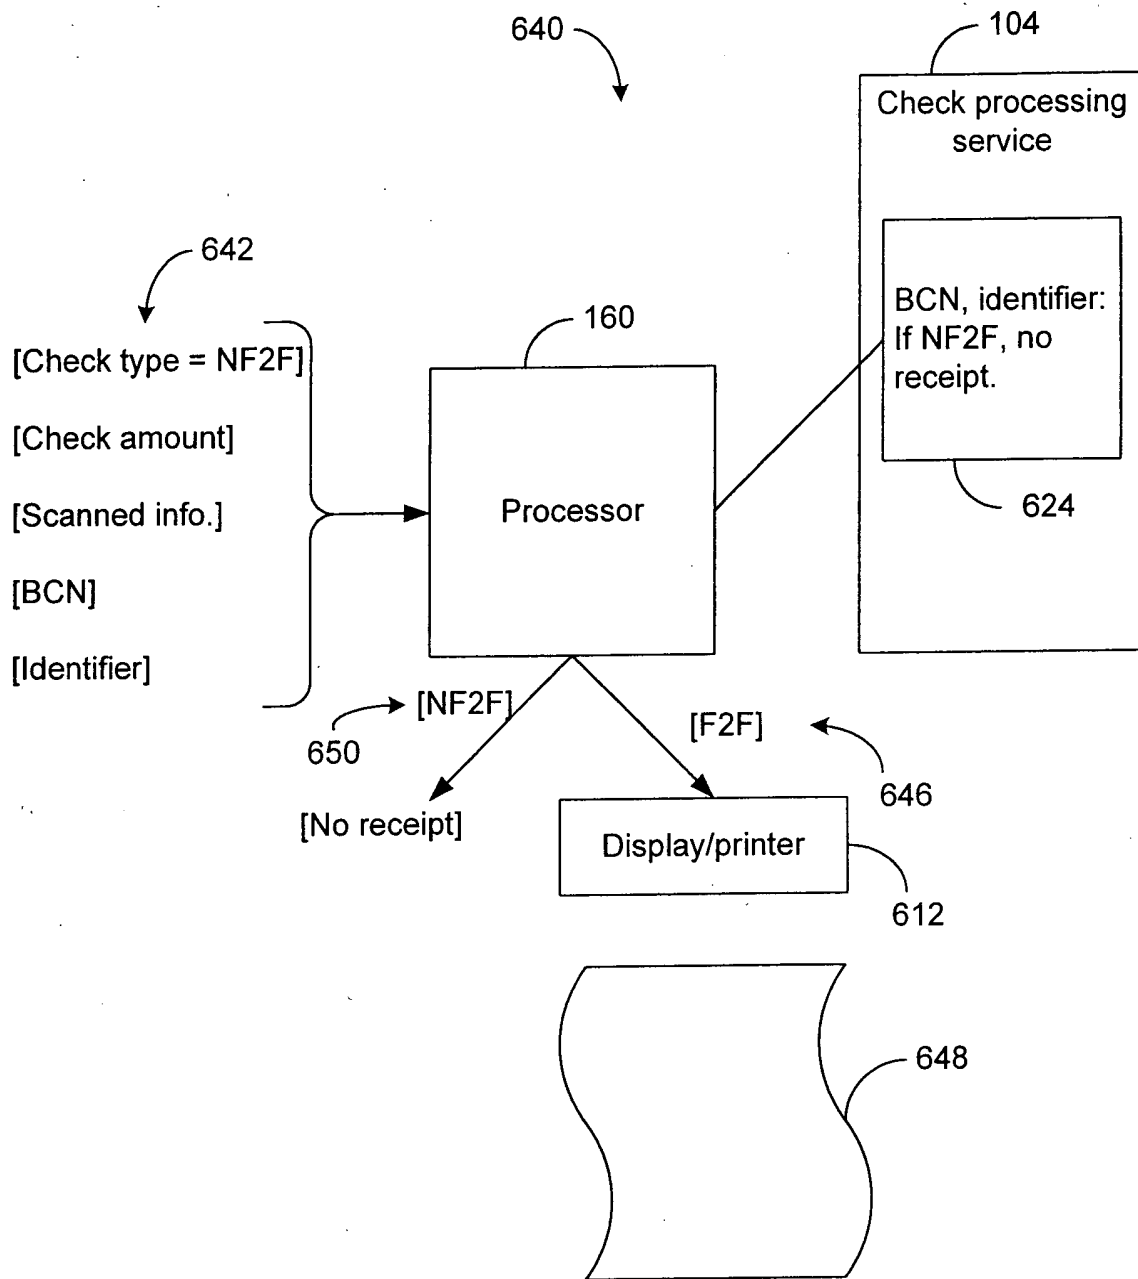 640
104
Check processing
service
642
[Check type = NF2F]
[Check amount]
[Scanned info.]
[BCN]
[Identifier]
160
Processor
BCN, identifier:
If NF2F, no
receipt.
624
[NF2F]
650
[No receipt]
[F2F]
646
Display/printer
612
648